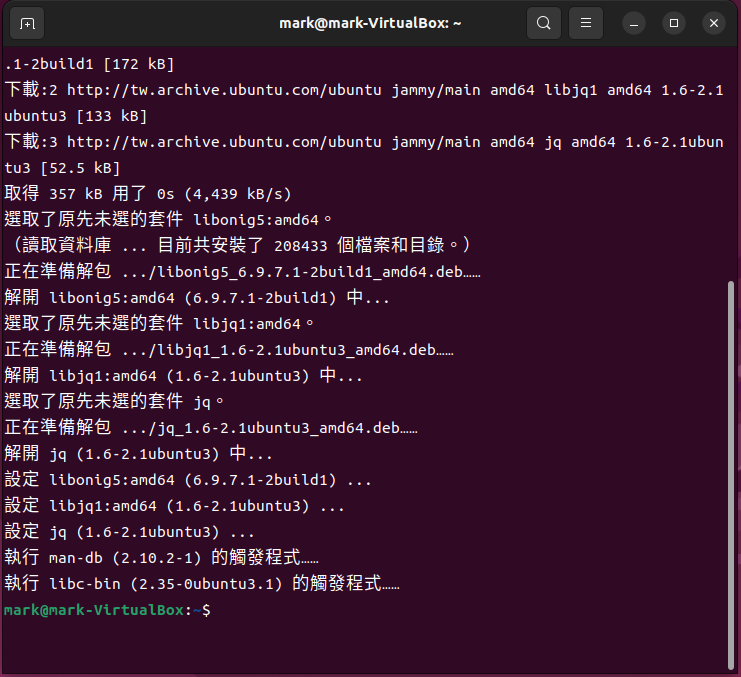 mark@mark-VirtualBox: ~
.1-2build1 [172 kB]
下載:2 http://tw.archive.ubuntu.com/ubuntu jammy/main amd64 libjq1 amd64 1.6-2.1
ubuntu3 [133 kB]
下載:3 http://tw.archive.ubuntu.com/ubuntu jammy/main amd64 jq amd64 1.6-2.1ubun
tu3 [52.5 kB]
取得 357 kB 用了 0s (4,439 kB/s)
選取了原先未選的套件 libonig5:amd64。
（讀取資料庫 ... 目前共安裝了 208433 個檔案和目錄。）
正在準備解包 .../libonig5_6.9.7.1-2build1_amd64.deb……
解開 libonig5:amd64 (6.9.7.1-2build1) 中...
選取了原先未選的套件 libjq1:amd64。
正在準備解包 .../libjq1_1.6-2.1ubuntu3_amd64.deb……
解開 libjq1:amd64 (1.6-2.1ubuntu3) 中...
選取了原先未選的套件 jq。
正在準備解包 .../jq_1.6-2.1ubuntu3_amd64.deb……
解開 jq (1.6-2.1ubuntu3) 中...
設定 libonig5:amd64 (6.9.7.1-2build1) ...
設定 libjq1:amd64 (1.6-2.1ubuntu3) ...
設定 jq (1.6-2.1ubuntu3) ...
執行 man-db (2.10.2-1) 的觸發程式……
執行 libc-bin (2.35-0ubuntu3.1) 的觸發程式……
mark@mark-VirtualBox:~$